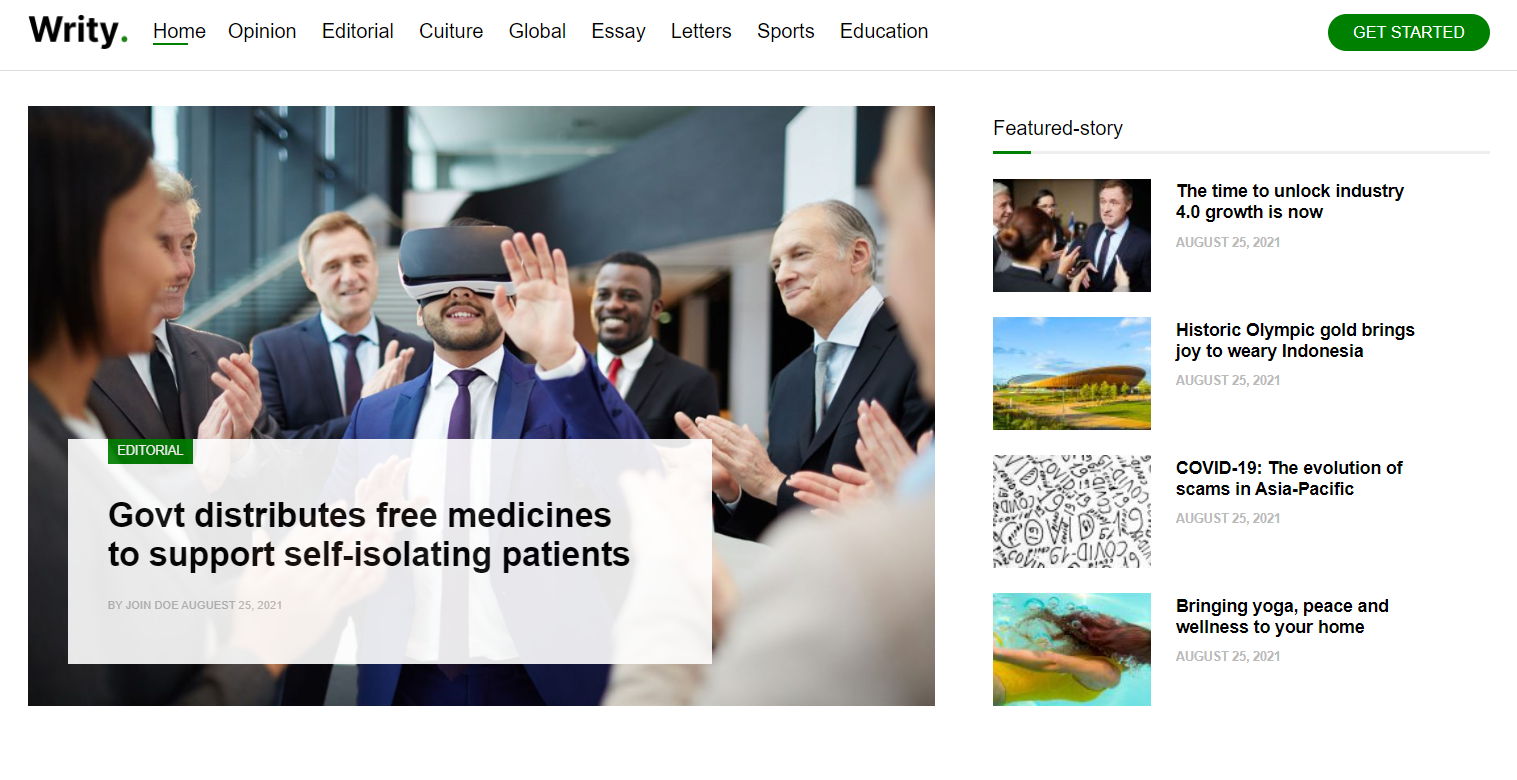 Writy.
Home Opinion Editorial Cuiture Global Essay Letters Sports Education
GET STARTED
EDITORIAL
Govt distributes free medicines
to support self-isolating patients
BY JOIN DOE AUGUEST 25, 2021
Featured-story
The time to unlock industry
4.0 growth is now
AUGUST 25, 2021
Historic Olympic gold brings
joy to weary Indonesia
AUGUST 25, 2021
COVID-19: The evolution of
scams in Asia-Pacific
AUGUST 25, 2021
COVID19
COVID-19
Bringing yoga, peace and
wellness to your home
AUGUST 25, 2021